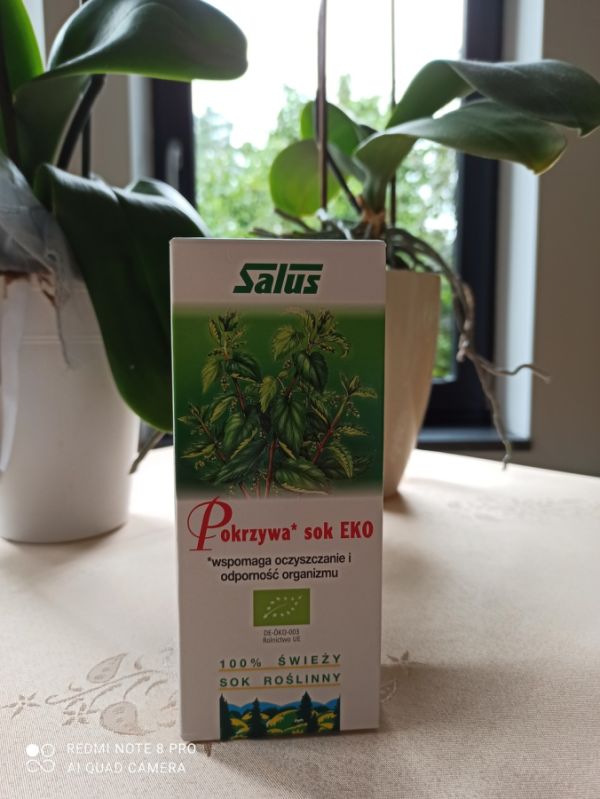 Salus
Pokrzywa* sok EKO
*wspomaga oczyszczanie i
odporność organizmu
DE-ÖKO-003
Rolnictwo UE
100% ŚWIEŻY
SOK ROŚLINNY
REDMI NOTE 8 PRO
AI QUAD CAMERA